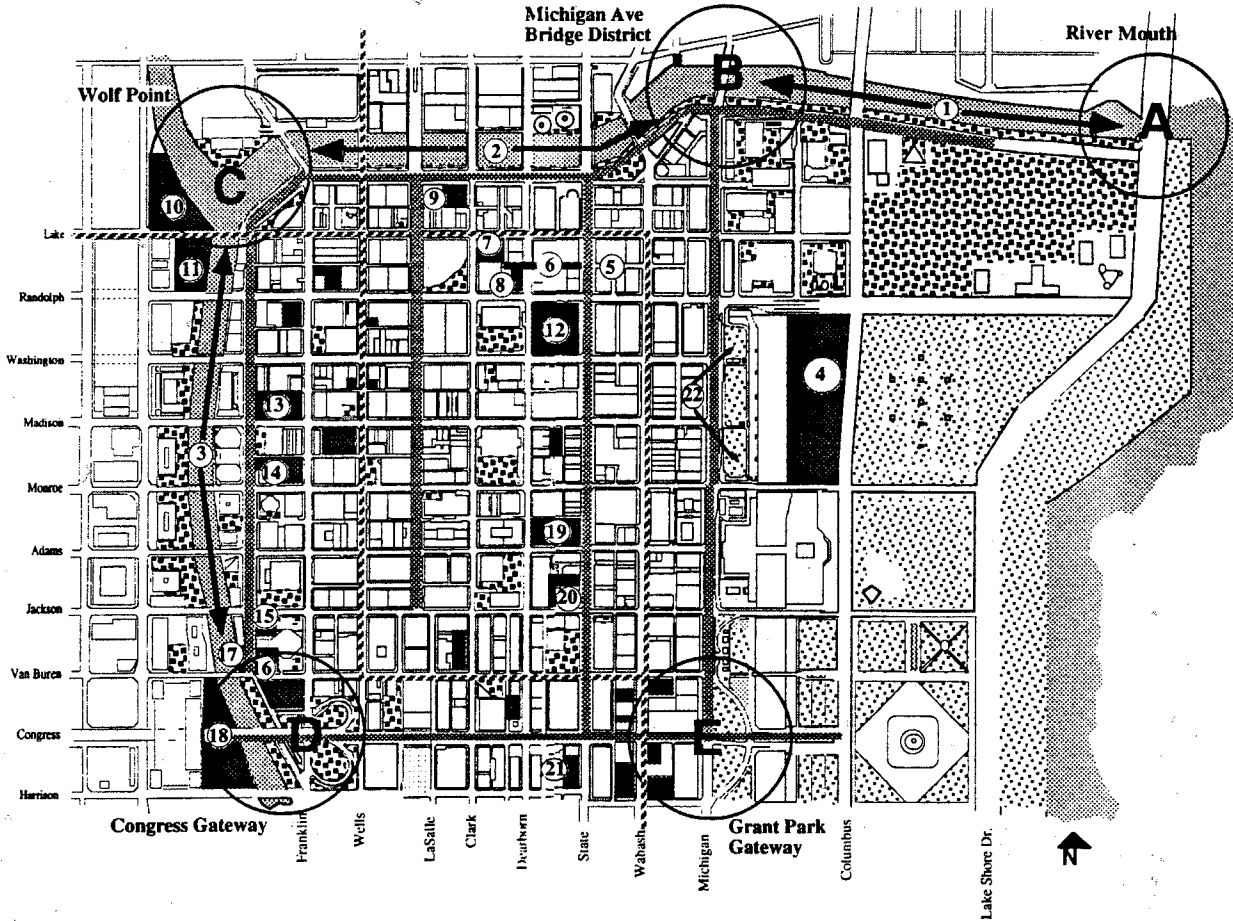 Michigan Ave
Bridge District
River Mouth
Wolf Point
B
A
1
2
C
9
10
Lake
7
11
6
5
8
Randolph
12
Washington
4
13
22
Madison
3
14
Monroe
19
Adams
20
Jackson
15
17
6
Van Buren
D
E
Congress
18
21
Harrison
Congress Gateway
Grant Park
Gateway
Franklin
Wells
LaSalle
Clark
Dearborn
State
Wabash
Michigan
Columbus
Lake Shore Dr.
N